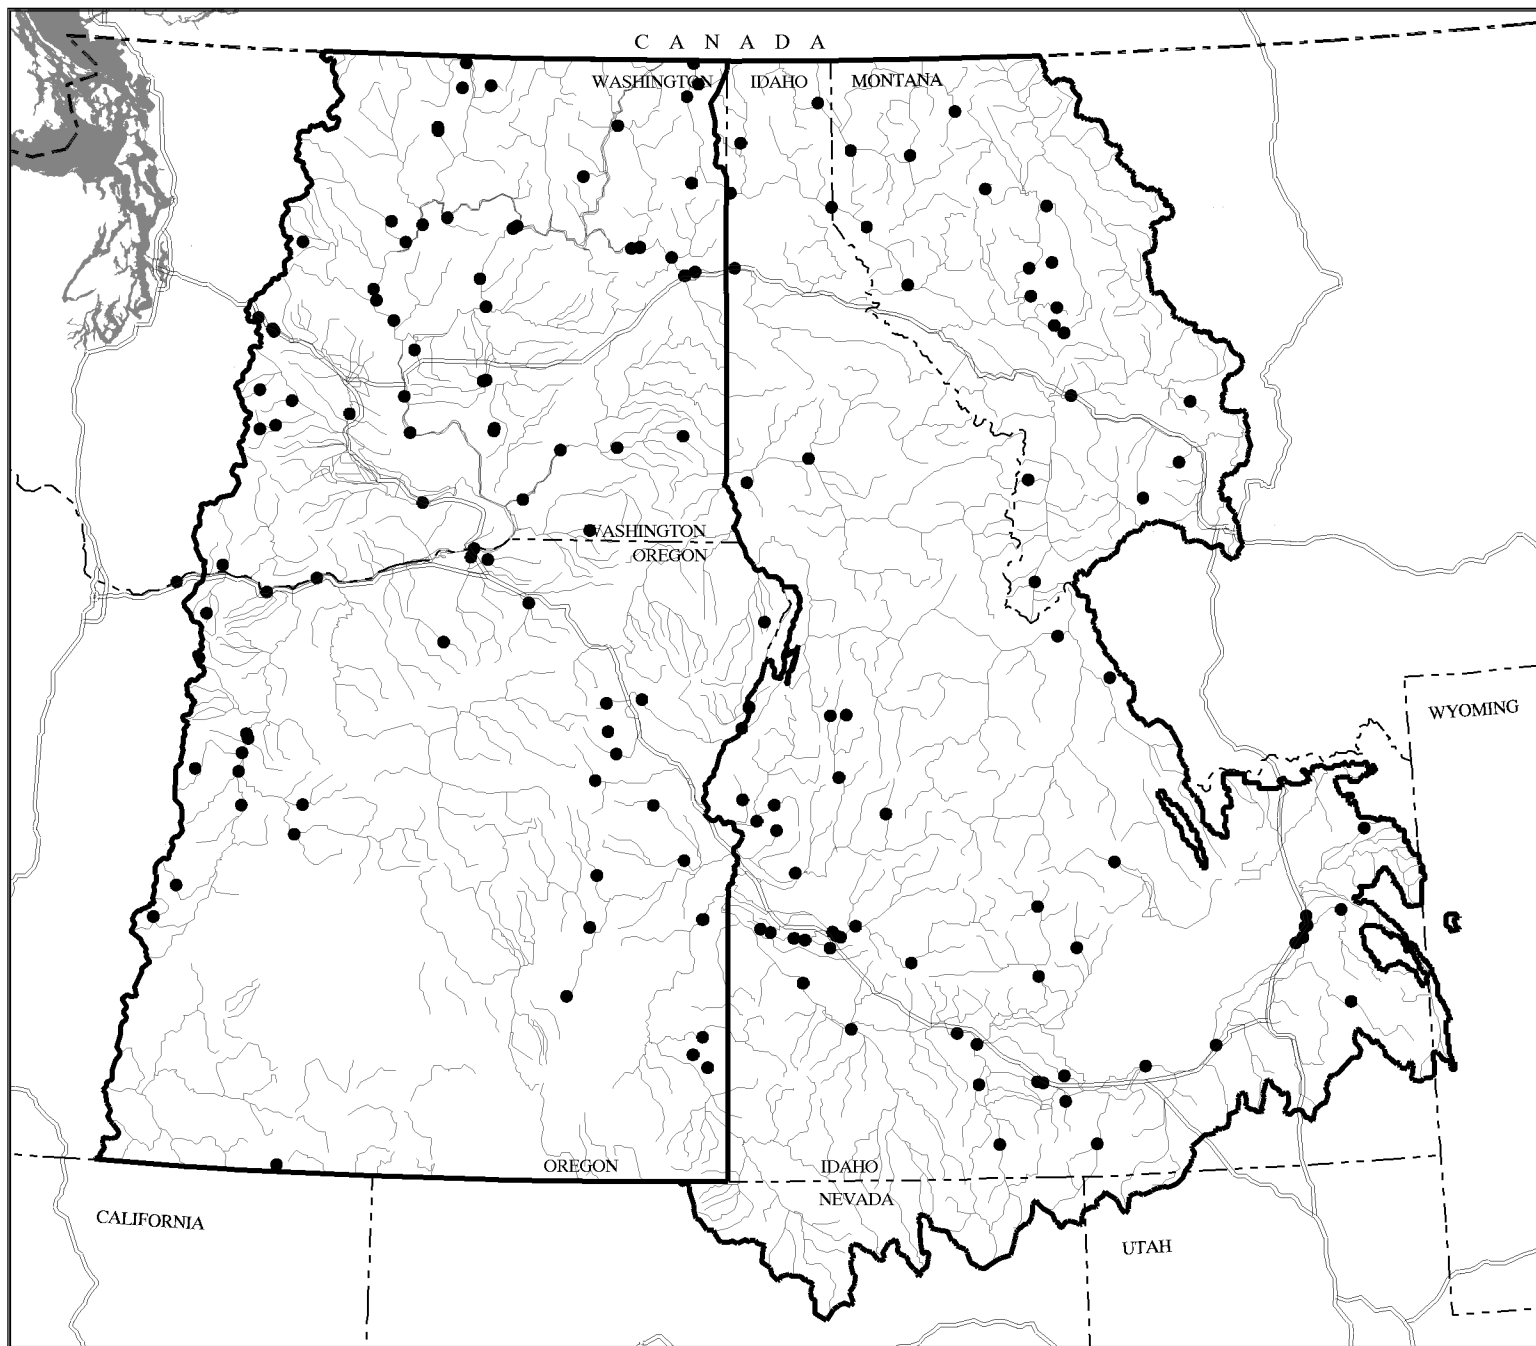 C A N A D A
WASHINGTON
IDAHO
MONTANA
WASHINGTON
OREGON
WYOMING
OREGON
IDAHO
NEVADA
CALIFORNIA
UTAH